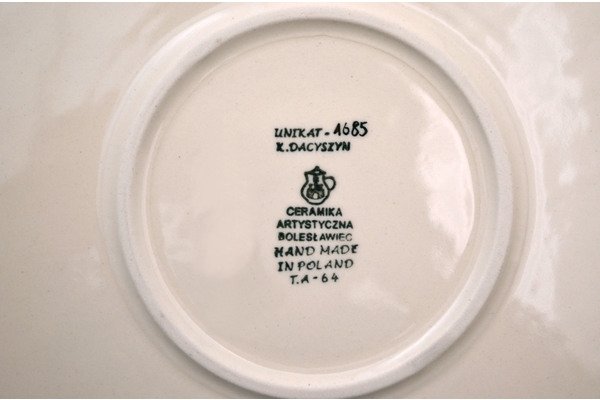 UNIKAT-1685
K.DACYSZYN
CERAMIKA
ARTYSTYCZNA
BOLESŁAWIEC
HAND MADE
IN POLAND
T.A-64